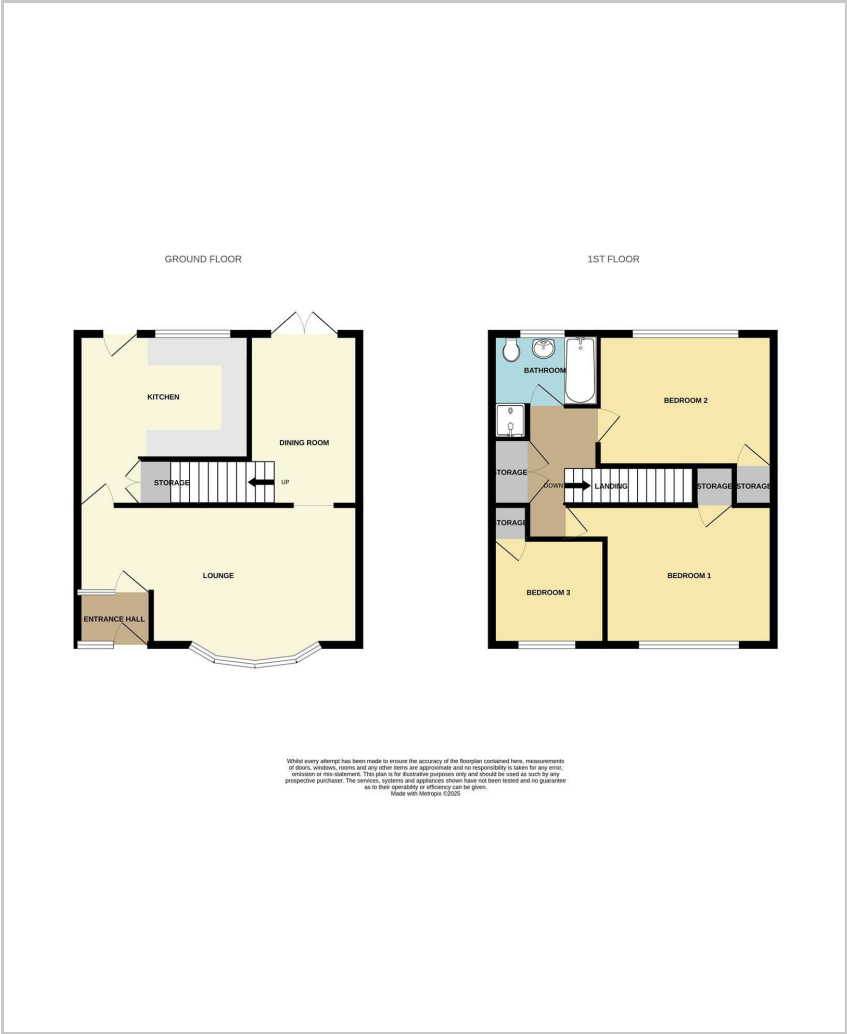 GROUND FLOOR
KITCHEN
DINING ROOM
STORAGE
UP
LOUNGE
ENTRANCE HALL
1ST FLOOR
BATHROOM
BEDROOM 2
STORAGE
DOWN
LANDING
STORAGE
STORAGE
STORAGE
BEDROOM 3
BEDROOM 1
Whilst every attempt has been made to ensure the accuracy of the floorplan contained here, measurements
of doors, windows, rooms and any other items are approximate and no responsibility is taken for any error,
omission or mis-statement. This plan is for illustrative purposes only and should be used as such by any
prospective purchaser. The services, systems and appliances shown have not been tested and no guarantee
as to their operability or efficiency can be given.
Made with Metropix ©2025